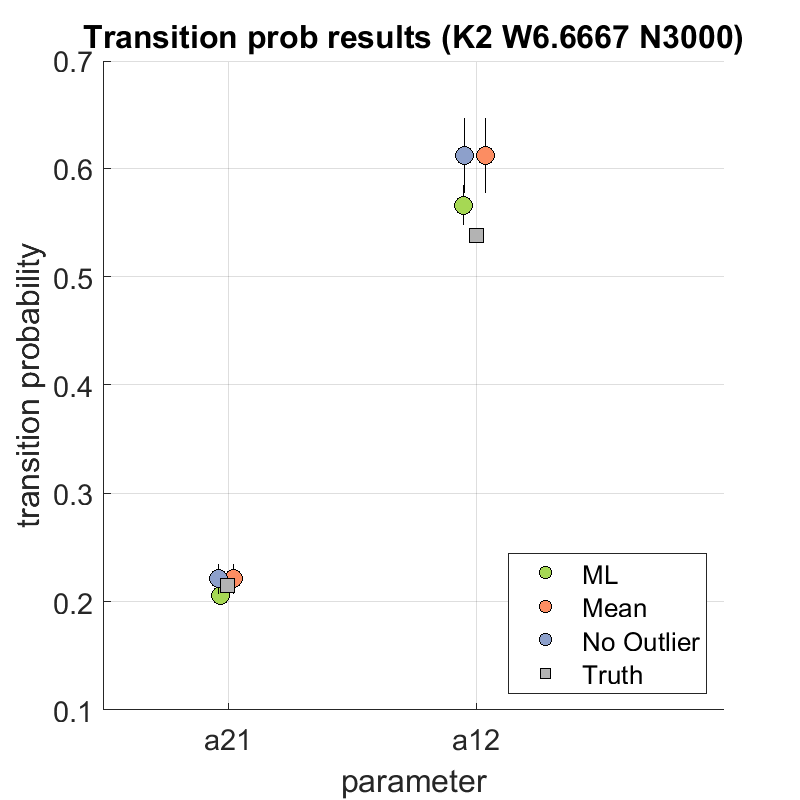 Transition prob results (K2 W6.6667 N3000)
0.7
0.6
0.5
0.4
0.3
0.2
0.1
transition probability
a21
a12
parameter
ML
Mean
No Outlier
Truth